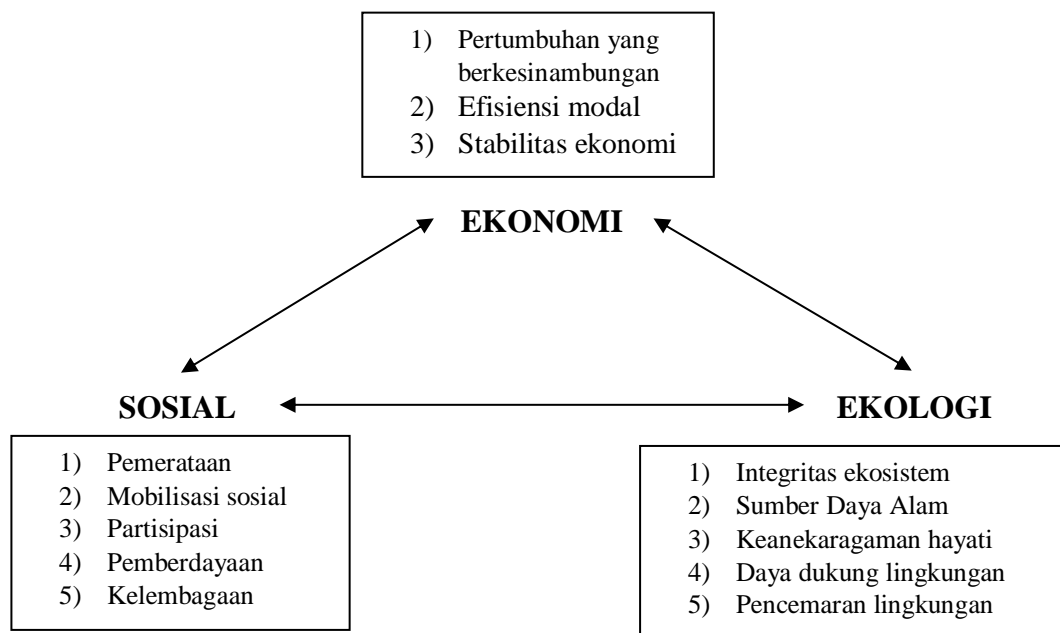 1) Pertumbuhan yang
berkesinambungan
2) Efisiensi modal
3) Stabilitas ekonomi
EKONOMI
SOSIAL
1) Pemerataan
2) Mobilisasi sosial
3) Partisipasi
4) Pemberdayaan
5) Kelembagaan
EKOLOGI
1) Integritas ekosistem
2) Sumber Daya Alam
3) Keanekaragaman hayati
4) Daya dukung lingkungan
5) Pencemaran lingkungan